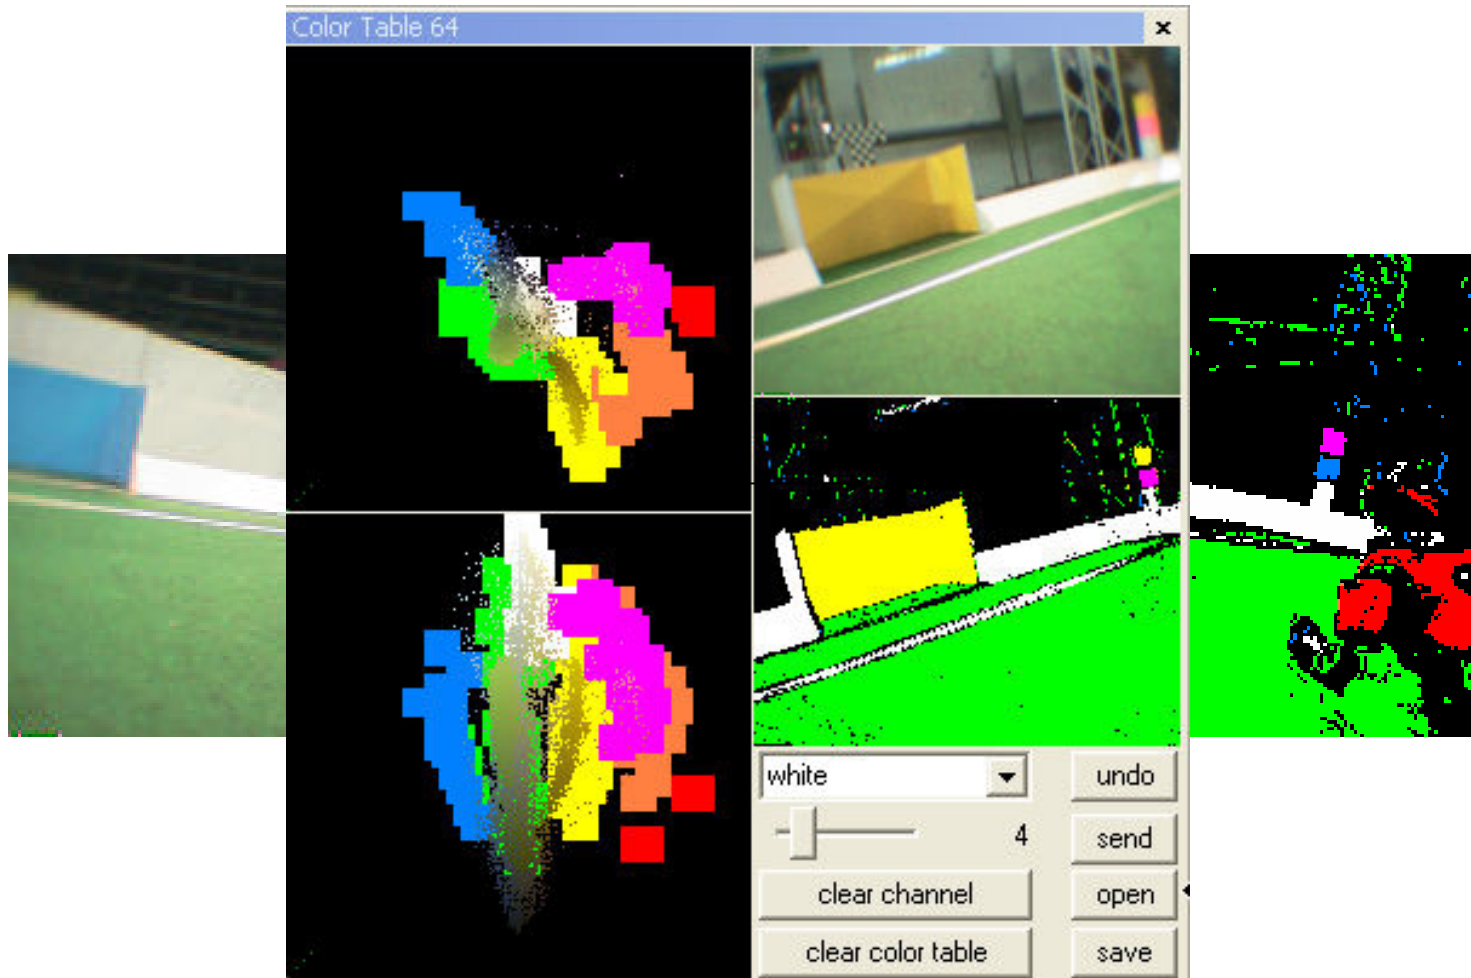 Color Table 64
white
undo
4
send
clear channel
open
clear color table
save